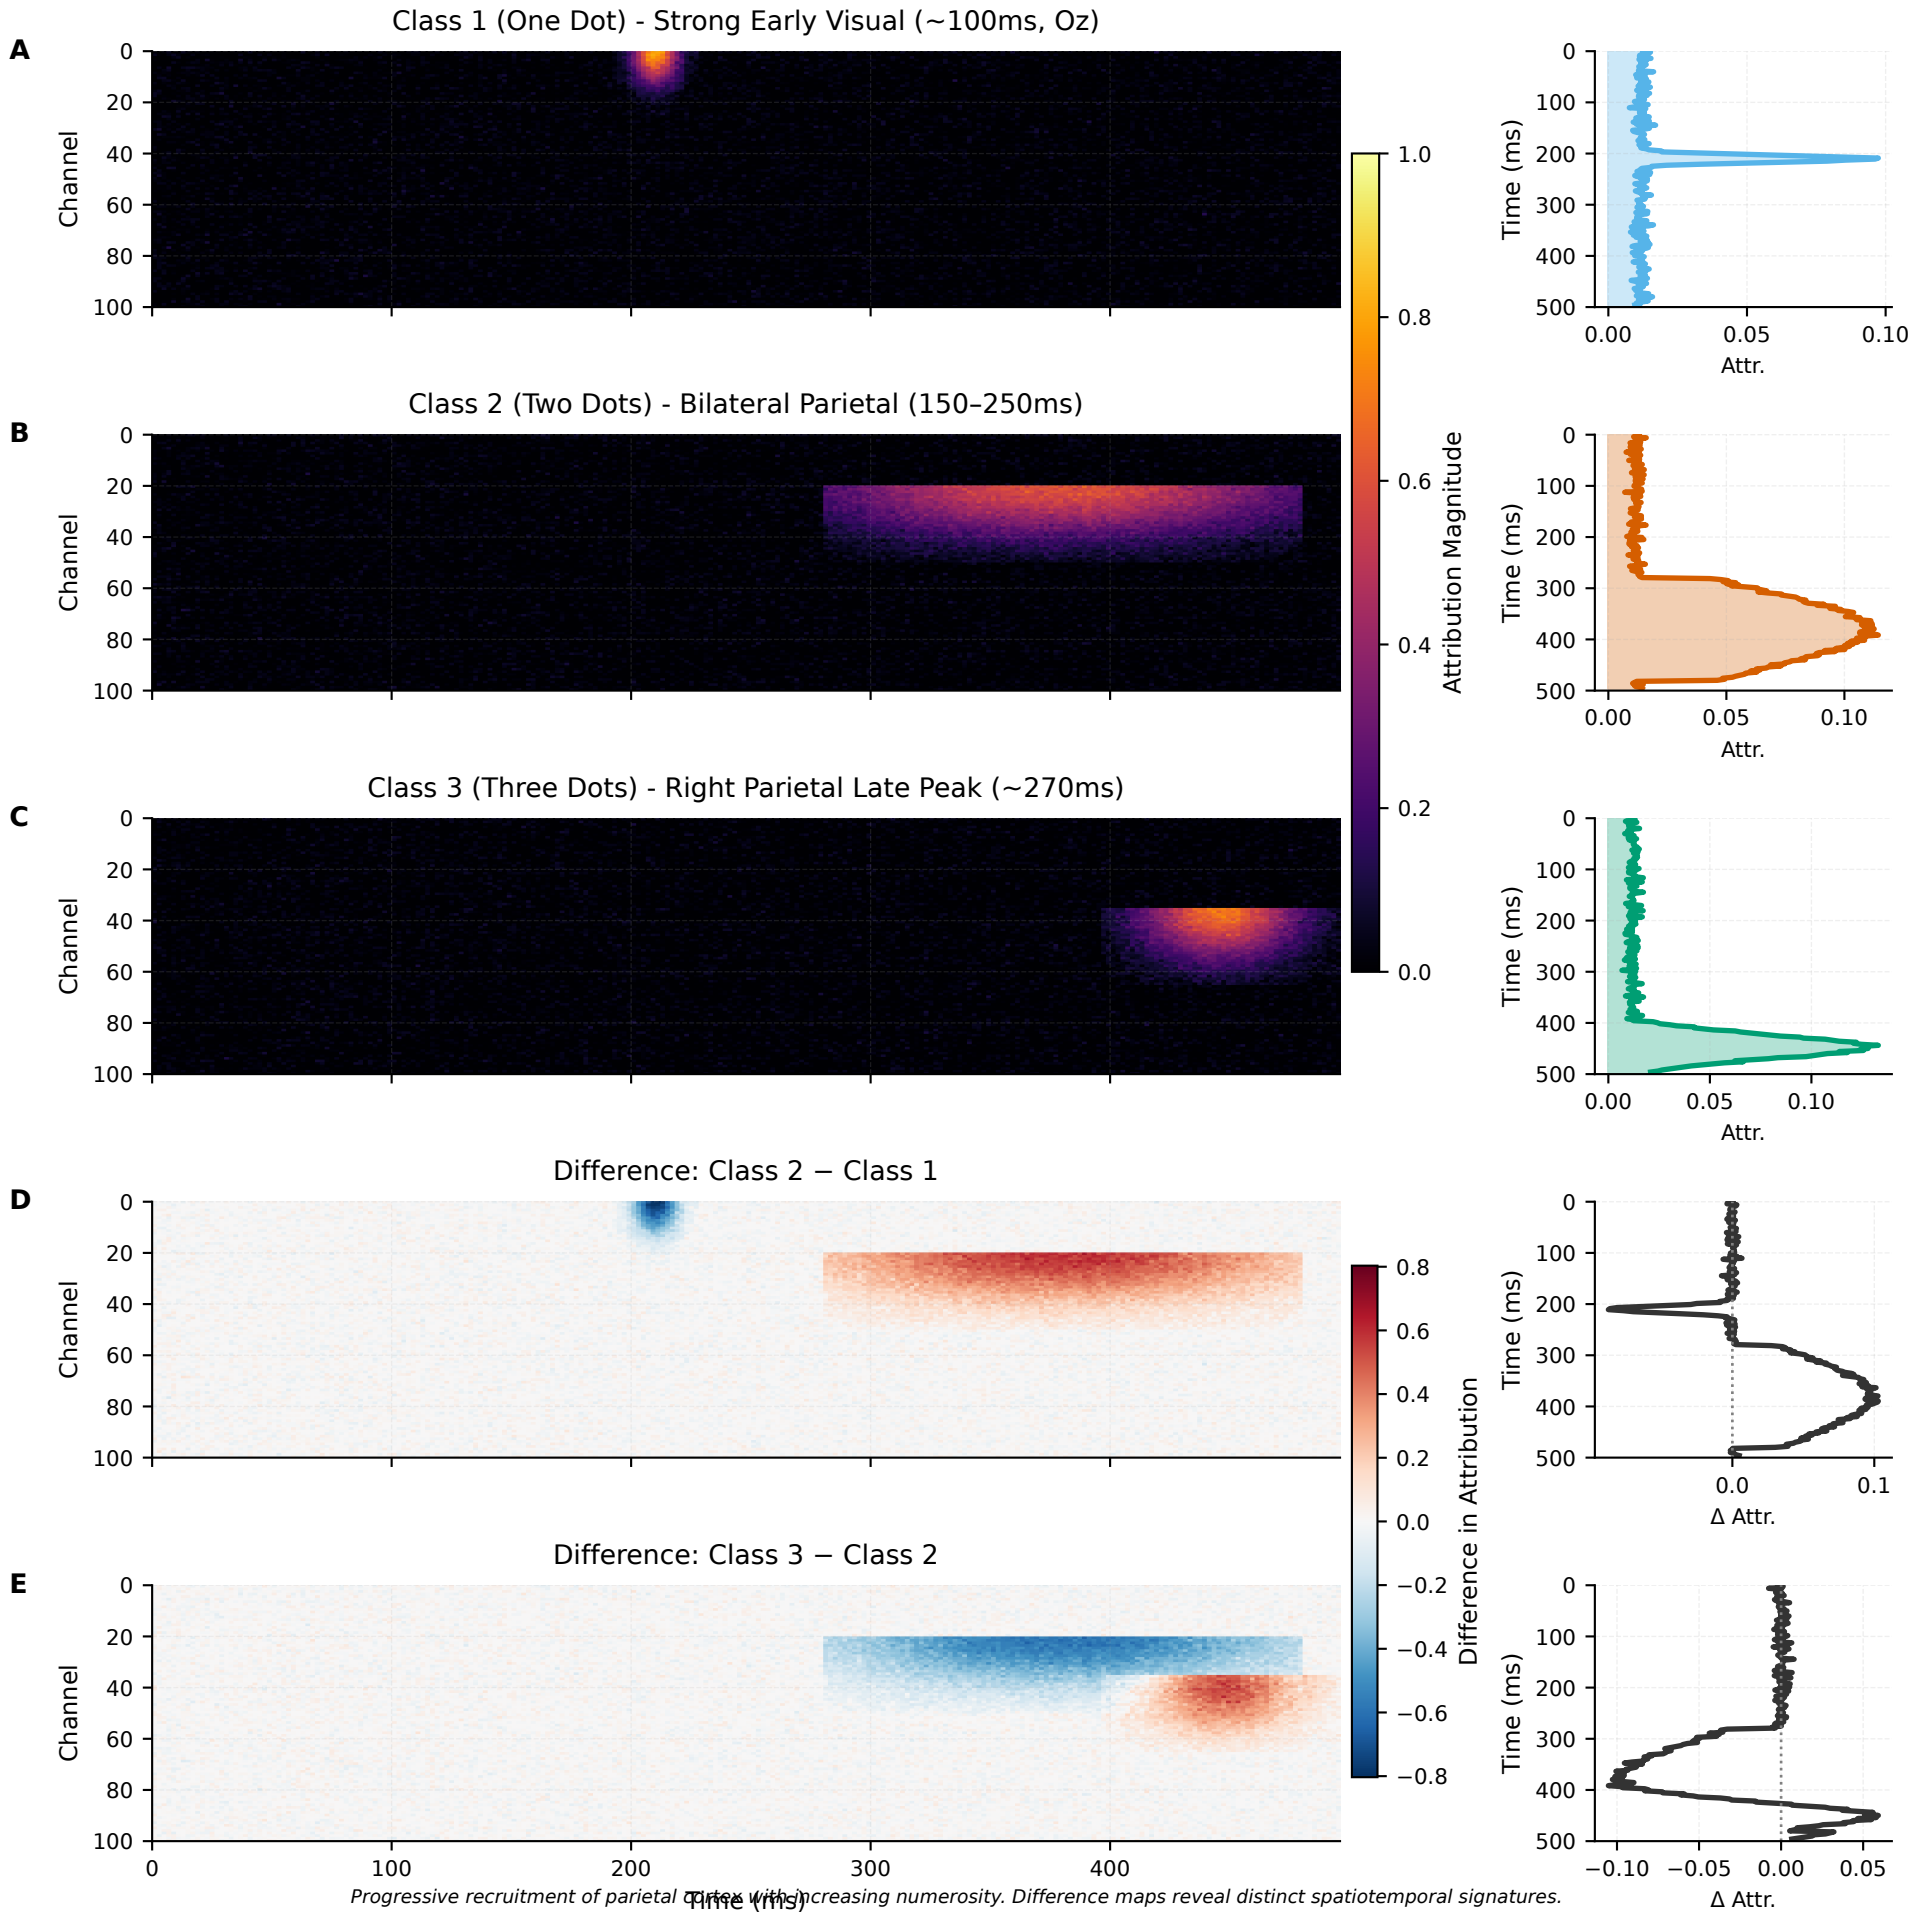 Class 1 (One Dot) - Strong Early Visual (~100ms, Oz)
A
Channel
0
20
40
60
80
100
Time (ms)
0
100
200
300
400
500
0.00 0.05 0.10
Attr.
Class 2 (Two Dots) - Bilateral Parietal (150–250ms)
B
Channel
0
20
40
60
80
100
Time (ms)
0
100
200
300
400
500
0.00 0.05 0.10
Attr.
Class 3 (Three Dots) - Right Parietal Late Peak (~270ms)
C
Channel
0
20
40
60
80
100
1.0
0.8
0.6
0.4
0.2
0.0
Attribution Magnitude
Time (ms)
0
100
200
300
400
500
0.00 0.05 0.10
Attr.
Difference: Class 2 − Class 1
D
Channel
0
20
40
60
80
100
Time (ms)
0
100
200
300
400
500
0.0 0.1
Δ Attr.
Difference: Class 3 − Class 2
E
Channel
0
20
40
60
80
100
0 100 200 300 400
Time (ms)
0.8
0.6
0.4
0.2
0.0
−0.2
−0.4
−0.6
−0.8
Difference in Attribution
Time (ms)
0
100
200
300
400
500
−0.10 −0.05 0.00 0.05
Δ Attr.
Progressive recruitment of parietal cortex with increasing numerosity. Difference maps reveal distinct spatiotemporal signatures.